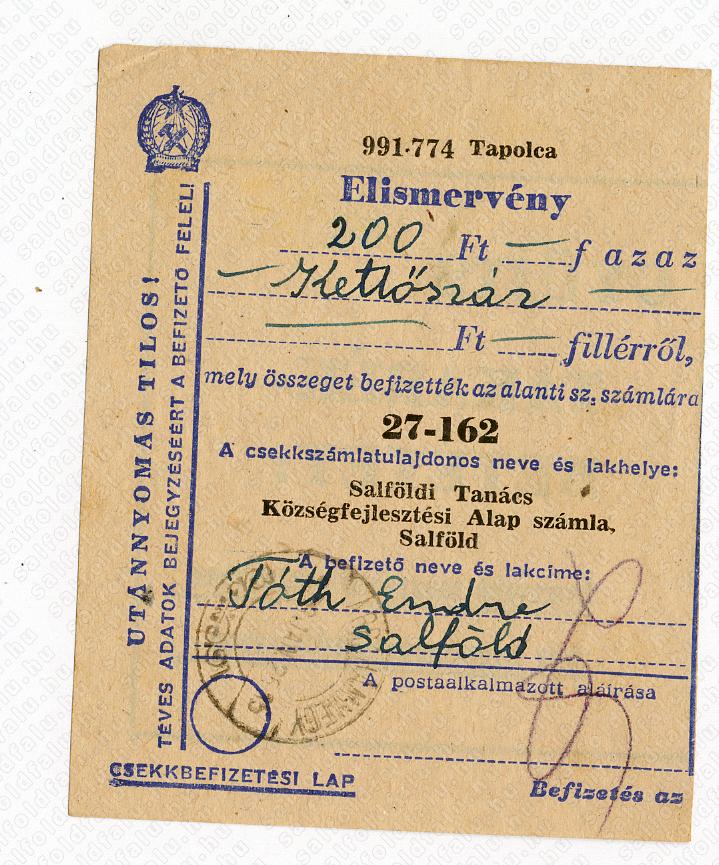 991.774 Tapolca
Elismervény
200 Ft — f azaz
— Kettőszáz —
— Ft — fillérről,
mely összeget befizették az alanti sz. számlára
27-162
A csekkszámlatulajdonos neve és lakhelye:
Salföldi Tanács
Községfejlesztési Alap számla,
Salföld
A befizető neve és lakcíme:
Tóth Endre
Salföld
A postaalkalmazott aláírása
Befizetés az
CSEKKBEFIZETÉSI LAP
UTÁNNYOMÁS TILOS!
TÉVES ADATOK BEJEGYZÉSÉÉRT A BEFIZETŐ FELEL!
salfoldfalu.hu